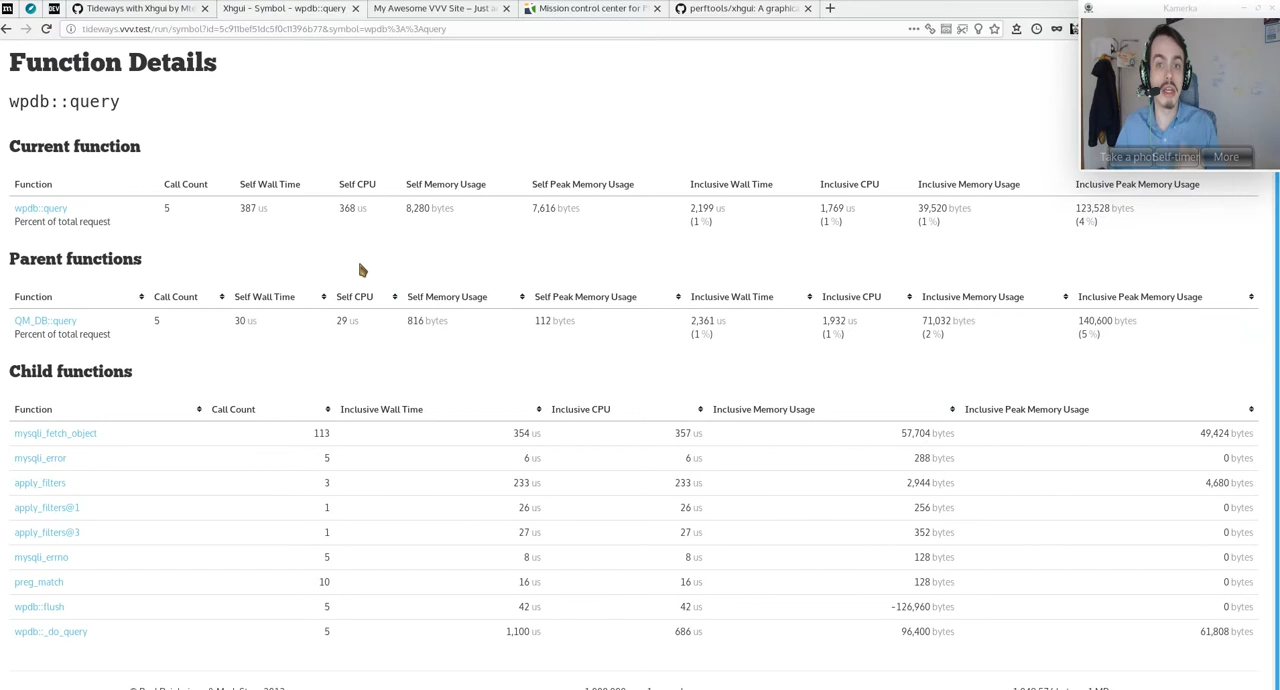 Tideways with Xhgui by Mte Xhgui - Symbol - wpdb::query My Awesome VVV Site – Just a Mission control center for F perftools/xhgui: A graphica
Kamerka
tideways.vvv.test/run/symbol?id=5c911bef51dc5f0c11396b77&symbol=wpdb%3A%3Aquery
Function Details
wpdb::query
Take a photo Self-timer More
Current function
Function Call Count Self Wall Time Self CPU Self Memory Usage Self Peak Memory Usage Inclusive Wall Time Inclusive CPU Inclusive Memory Usage Inclusive Peak Memory Usage
wpdb::query 5 387 us 368 us 8,280 bytes 7,616 bytes 2,199 us 1,769 us 39,520 bytes 123,528 bytes
Percent of total request (1 %) (1 %) (1 %) (4 %)
Parent functions
Function Call Count Self Wall Time Self CPU Self Memory Usage Self Peak Memory Usage Inclusive Wall Time Inclusive CPU Inclusive Memory Usage Inclusive Peak Memory Usage
QM_DB::query 5 30 us 29 us 816 bytes 112 bytes 2,361 us 1,932 us 71,032 bytes 140,600 bytes
Percent of total request (1 %) (1 %) (2 %) (5 %)
Child functions
Function Call Count Inclusive Wall Time Inclusive CPU Inclusive Memory Usage Inclusive Peak Memory Usage
mysqli_fetch_object 113 354 us 357 us 57,704 bytes 49,424 bytes
mysqli_error 5 6 us 6 us 288 bytes 0 bytes
apply_filters 3 233 us 233 us 2,944 bytes 4,680 bytes
apply_filters@1 1 26 us 26 us 256 bytes 0 bytes
apply_filters@3 1 27 us 27 us 352 bytes 0 bytes
mysqli_errno 5 8 us 8 us 128 bytes 0 bytes
preg_match 10 16 us 16 us 128 bytes 0 bytes
wpdb::flush 5 42 us 42 us -126,960 bytes 0 bytes
wpdb::_do_query 5 1,100 us 686 us 96,400 bytes 61,808 bytes